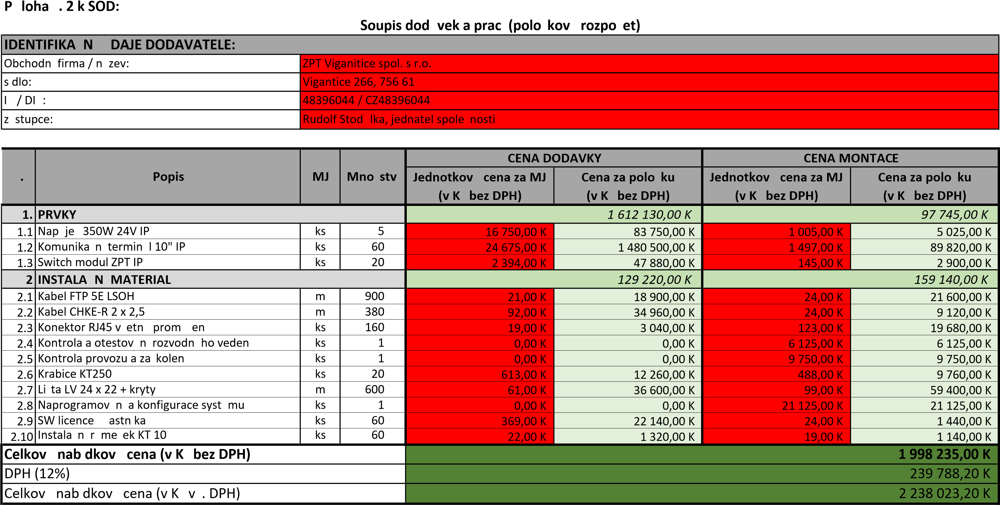 P loha . 2 k SOD:
Soupis dod vek a prac (polo kov rozpo et)
IDENTIFIKA N DAJE DODAVATELE:
Obchodn firma / n zev: ZPT Viganitice spol. s r.o.
s dlo: Vigantice 266, 756 61
I / DI : 48396044 / CZ48396044
z stupce: Rudolf Stod lka, jednatel spole nosti
CENA DODAVKY CENA MONTACE
. Popis MJ Mno stv Jednotkov cena za MJ Cena za polo ku Jednotkov cena za MJ Cena za polo ku
(v K bez DPH) (v K bez DPH) (v K bez DPH) (v K bez DPH)
1. PRVKY 1 612 130,00 K 97 745,00 K
1.1 Nap je 350W 24V IP ks 5 16 750,00 K 83 750,00 K 1 005,00 K 5 025,00 K
1.2 Komunika n termin l 10" IP ks 60 24 675,00 K 1 480 500,00 K 1 497,00 K 89 820,00 K
1.3 Switch modul ZPT IP ks 20 2 394,00 K 47 880,00 K 145,00 K 2 900,00 K
2 INSTALA N MATERIAL 129 220,00 K 159 140,00 K
2.1 Kabel FTP 5E LSOH m 900 21,00 K 18 900,00 K 24,00 K 21 600,00 K
2.2 Kabel CHKE-R 2 x 2,5 m 380 92,00 K 34 960,00 K 24,00 K 9 120,00 K
2.3 Konektor RJ45 v etn prom en ks 160 19,00 K 3 040,00 K 123,00 K 19 680,00 K
2.4 Kontrola a otestov n rozvodn ho veden ks 1 0,00 K 0,00 K 6 125,00 K 6 125,00 K
2.5 Kontrola provozu a za kolen ks 1 0,00 K 0,00 K 9 750,00 K 9 750,00 K
2.6 Krabice KT250 ks 20 613,00 K 12 260,00 K 488,00 K 9 760,00 K
2.7 Li ta LV 24 x 22 + kryty m 600 61,00 K 36 600,00 K 99,00 K 59 400,00 K
2.8 Naprogramov n a konfigurace syst mu ks 1 0,00 K 0,00 K 21 125,00 K 21 125,00 K
2.9 SW licence astn ka ks 60 369,00 K 22 140,00 K 24,00 K 1 440,00 K
2.10 Instala n r me ek KT 10 ks 60 22,00 K 1 320,00 K 19,00 K 1 140,00 K
Celkov nab dkov cena (v K bez DPH) 1 998 235,00 K
DPH (12%) 239 788,20 K
Celkov nab dkov cena (v K v . DPH) 2 238 023,20 K